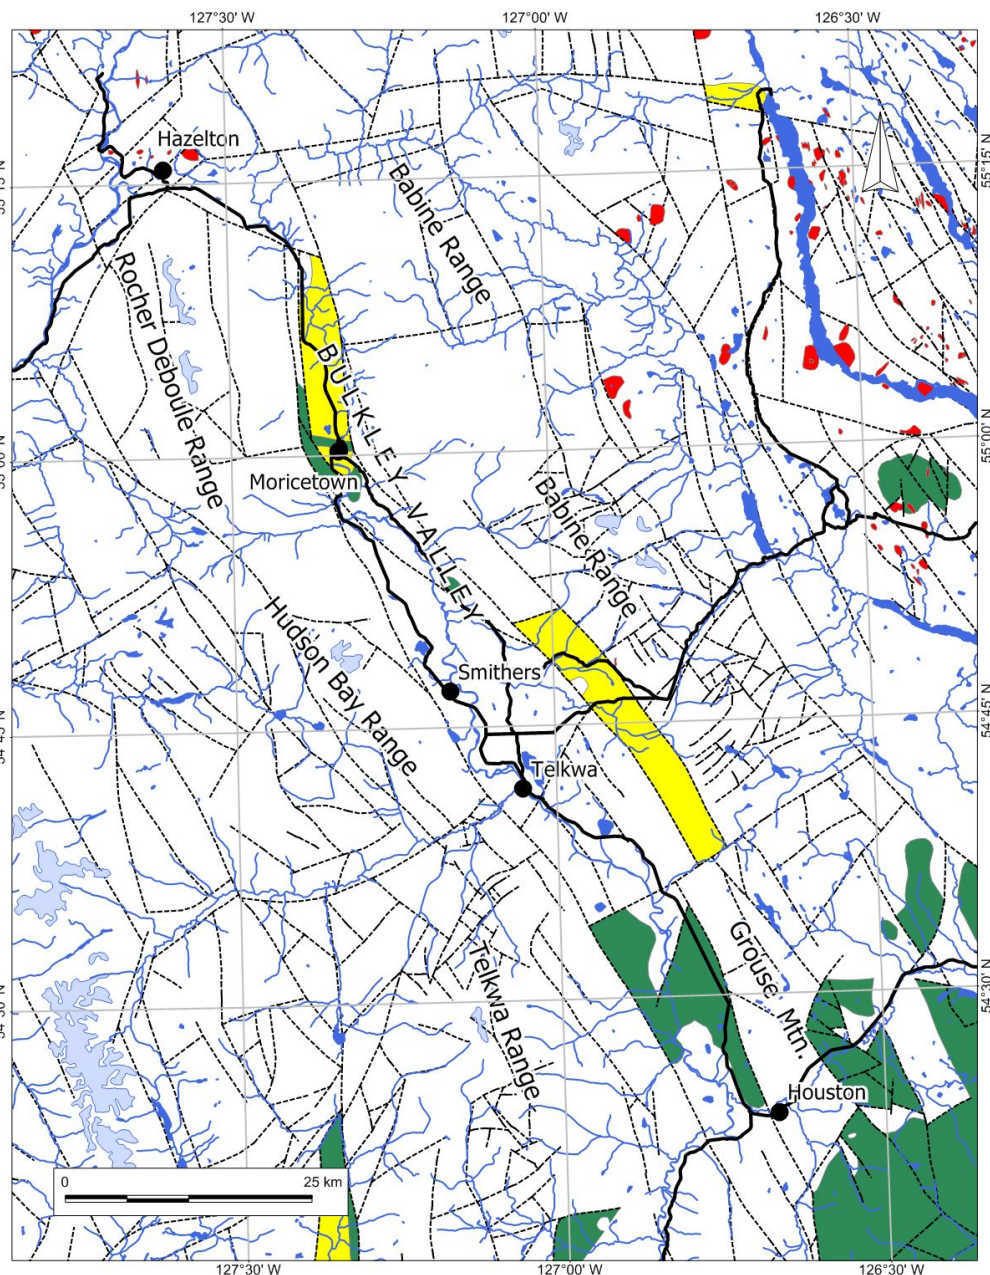 127°30' W
127°00' W
126°30' W
Hazelton
55°15' N
Babine Range
Rocher Deboule Range
BULKLEY VALLEY
55°00' N
Moricetown
Babine Range
Hudson Bay Range
Smithers
54°45' N
Telkwa
Grouse Mtn.
Telkwa Range
54°30' N
Houston
0
25 km
127°30' W
127°00' W
126°30' W